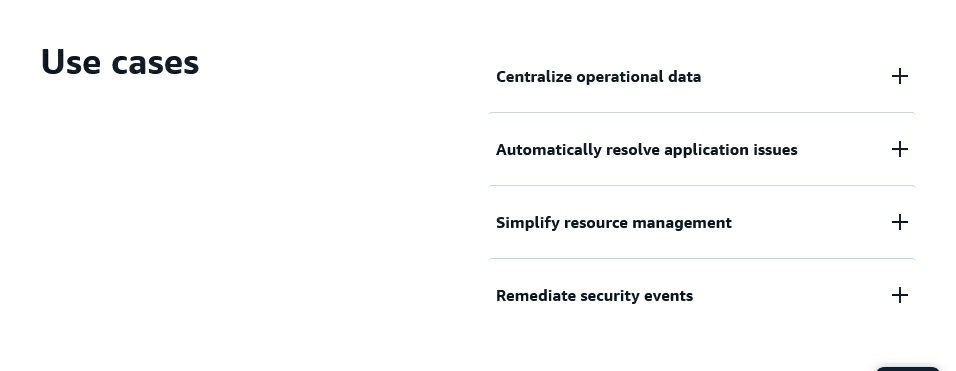 Use cases
Centralize operational data
Automatically resolve application issues
Simplify resource management
Remediate security events